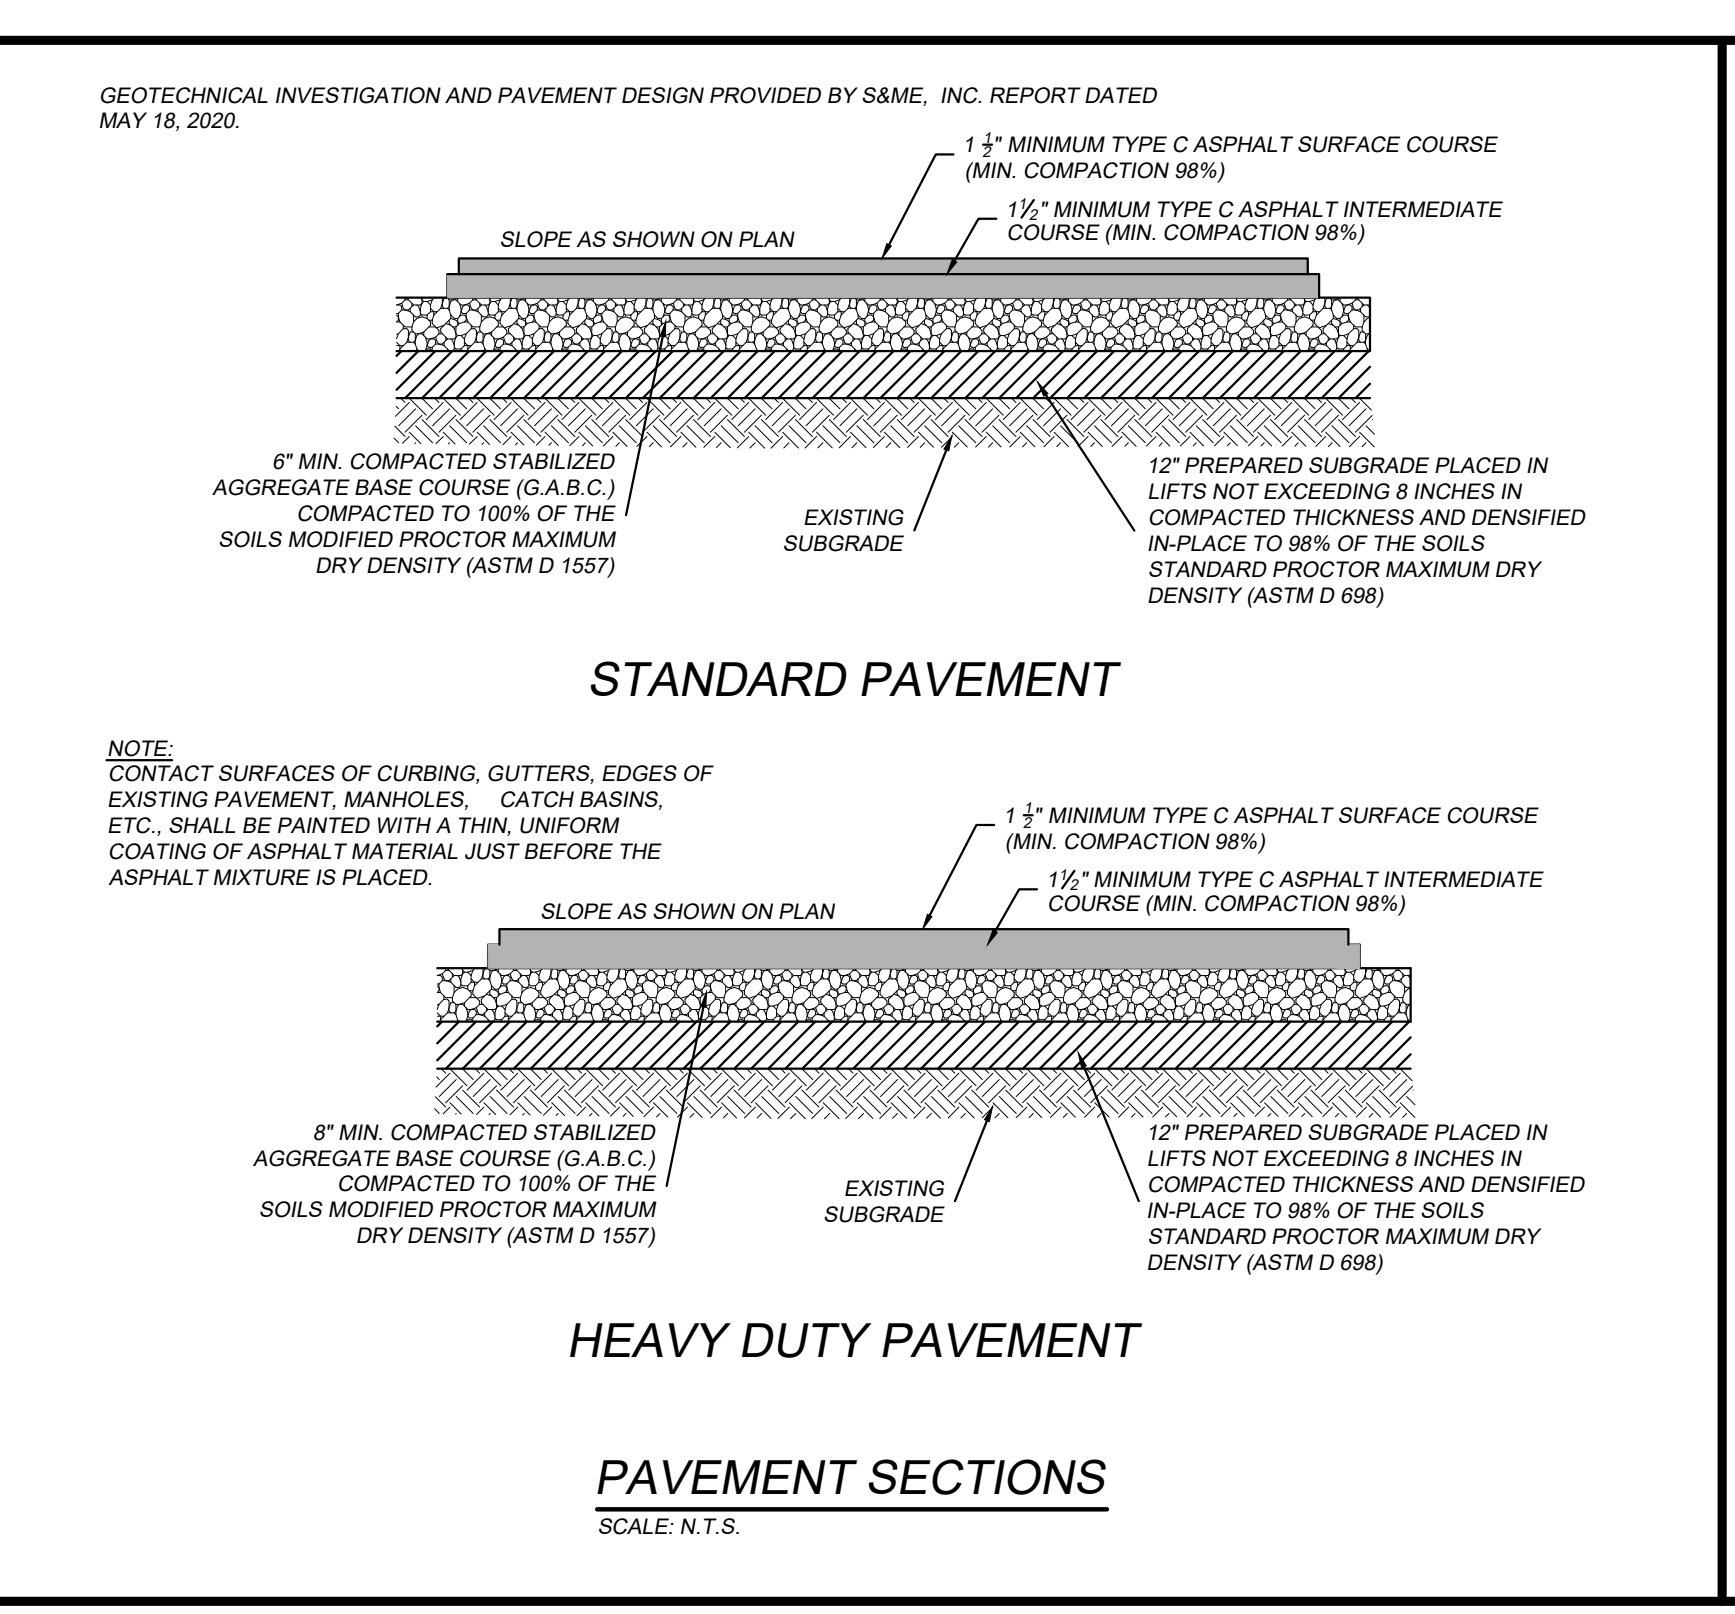 GEOTECHNICAL INVESTIGATION AND PAVEMENT DESIGN PROVIDED BY S&ME, INC. REPORT DATED
MAY 18, 2020.
1 1/2" MINIMUM TYPE C ASPHALT SURFACE COURSE
(MIN. COMPACTION 98%)
1 1/2" MINIMUM TYPE C ASPHALT INTERMEDIATE
COURSE (MIN. COMPACTION 98%)
SLOPE AS SHOWN ON PLAN
6" MIN. COMPACTED STABILIZED
AGGREGATE BASE COURSE (G.A.B.C.)
COMPACTED TO 100% OF THE
SOILS MODIFIED PROCTOR MAXIMUM
DRY DENSITY (ASTM D 1557)
EXISTING
SUBGRADE
12" PREPARED SUBGRADE PLACED IN
LIFTS NOT EXCEEDING 8 INCHES IN
COMPACTED THICKNESS AND DENSIFIED
IN-PLACE TO 98% OF THE SOILS
STANDARD PROCTOR MAXIMUM DRY
DENSITY (ASTM D 698)
STANDARD PAVEMENT
NOTE:
CONTACT SURFACES OF CURBING, GUTTERS, EDGES OF
EXISTING PAVEMENT, MANHOLES, CATCH BASINS,
ETC., SHALL BE PAINTED WITH A THIN, UNIFORM
COATING OF ASPHALT MATERIAL JUST BEFORE THE
ASPHALT MIXTURE IS PLACED.
1 1/2" MINIMUM TYPE C ASPHALT SURFACE COURSE
(MIN. COMPACTION 98%)
1 1/2" MINIMUM TYPE C ASPHALT INTERMEDIATE
COURSE (MIN. COMPACTION 98%)
SLOPE AS SHOWN ON PLAN
8" MIN. COMPACTED STABILIZED
AGGREGATE BASE COURSE (G.A.B.C.)
COMPACTED TO 100% OF THE
SOILS MODIFIED PROCTOR MAXIMUM
DRY DENSITY (ASTM D 1557)
EXISTING
SUBGRADE
12" PREPARED SUBGRADE PLACED IN
LIFTS NOT EXCEEDING 8 INCHES IN
COMPACTED THICKNESS AND DENSIFIED
IN-PLACE TO 98% OF THE SOILS
STANDARD PROCTOR MAXIMUM DRY
DENSITY (ASTM D 698)
HEAVY DUTY PAVEMENT
PAVEMENT SECTIONS
SCALE: N.T.S.